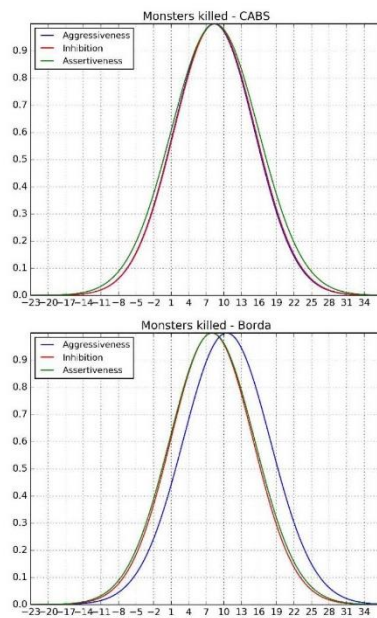 Monsters killed - CABS
Aggressiveness
Inhibition
Assertiveness
0.9
0.8
0.7
0.6
0.5
0.4
0.3
0.2
0.1
0.0
−23−20−17−14−11−8 −5 −2 1 4 7 10 13 16 19 22 25 28 31 34
Monsters killed - Borda
Aggressiveness
Inhibition
Assertiveness
0.9
0.8
0.7
0.6
0.5
0.4
0.3
0.2
0.1
0.0
−23−20−17−14−11−8 −5 −2 1 4 7 10 13 16 19 22 25 28 31 34